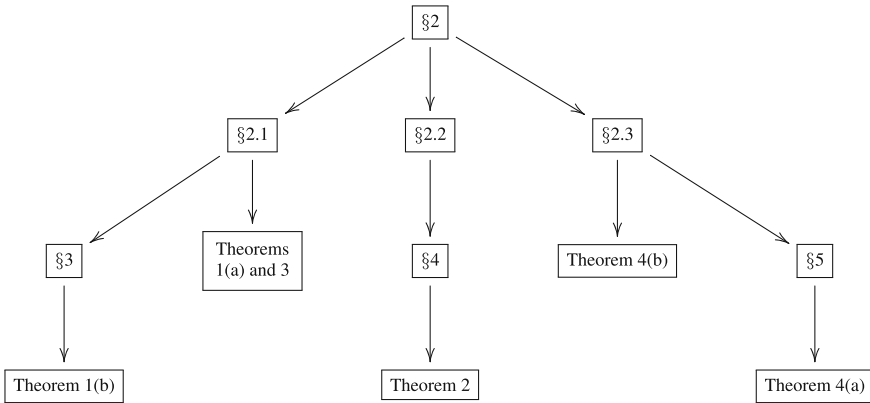 §2
§2.1
§2.2
§2.3
§3
Theorems
1(a) and 3
§4
Theorem 4(b)
§5
Theorem 1(b)
Theorem 2
Theorem 4(a)